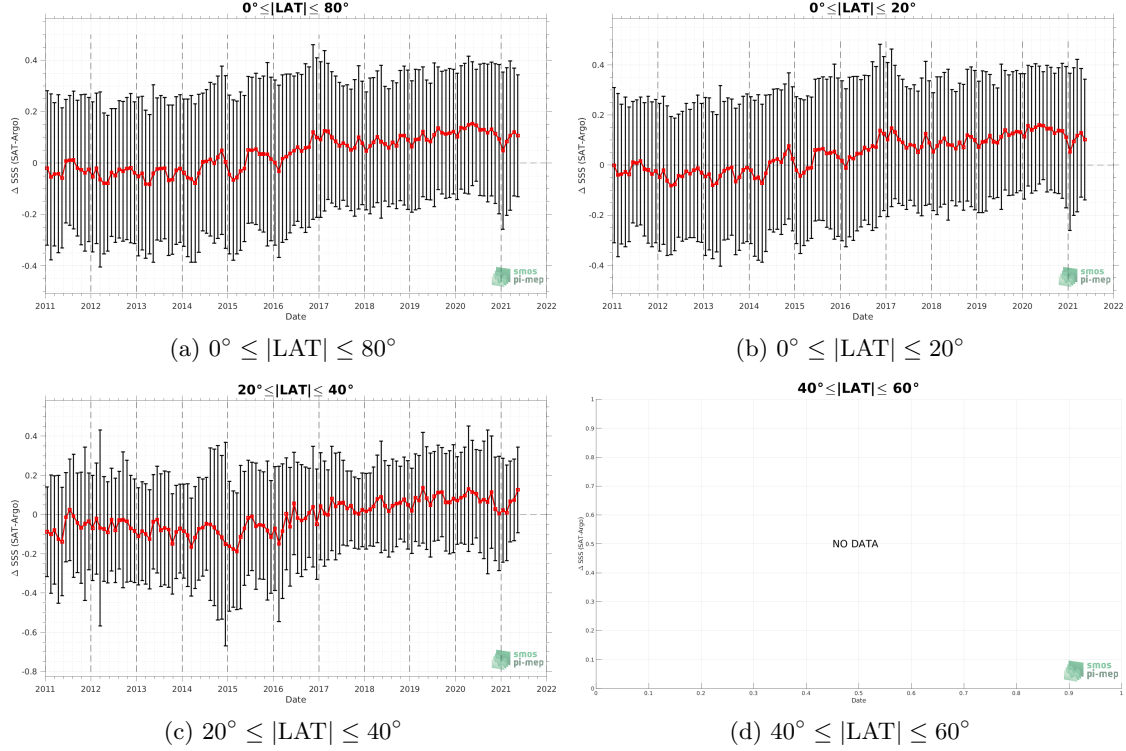 0°≤|LAT|≤ 80°
Δ SSS (SAT-Argo)
0.4
0.2
0
-0.2
-0.4
2011 2012 2013 2014 2015 2016 2017 2018 2019 2020 2021 2022
Date
smos
pi-mep
(a) 0° ≤ |LAT| ≤ 80°
0°≤|LAT|≤ 20°
Δ SSS (SAT-Argo)
0.4
0.2
0
-0.2
-0.4
2011 2012 2013 2014 2015 2016 2017 2018 2019 2020 2021 2022
Date
smos
pi-mep
(b) 0° ≤ |LAT| ≤ 20°
20°≤|LAT|≤ 40°
Δ SSS (SAT-Argo)
0.4
0.2
0
-0.2
-0.4
-0.6
-0.8
2011 2012 2013 2014 2015 2016 2017 2018 2019 2020 2021 2022
Date
smos
pi-mep
(c) 20° ≤ |LAT| ≤ 40°
40°≤|LAT|≤ 60°
Δ SSS (SAT-Argo)
1
0.9
0.8
0.7
0.6
0.5
0.4
0.3
0.2
0.1
0
NO DATA
0 0.1 0.2 0.3 0.4 0.5 0.6 0.7 0.8 0.9 1
Date
smos
pi-mep
(d) 40° ≤ |LAT| ≤ 60°